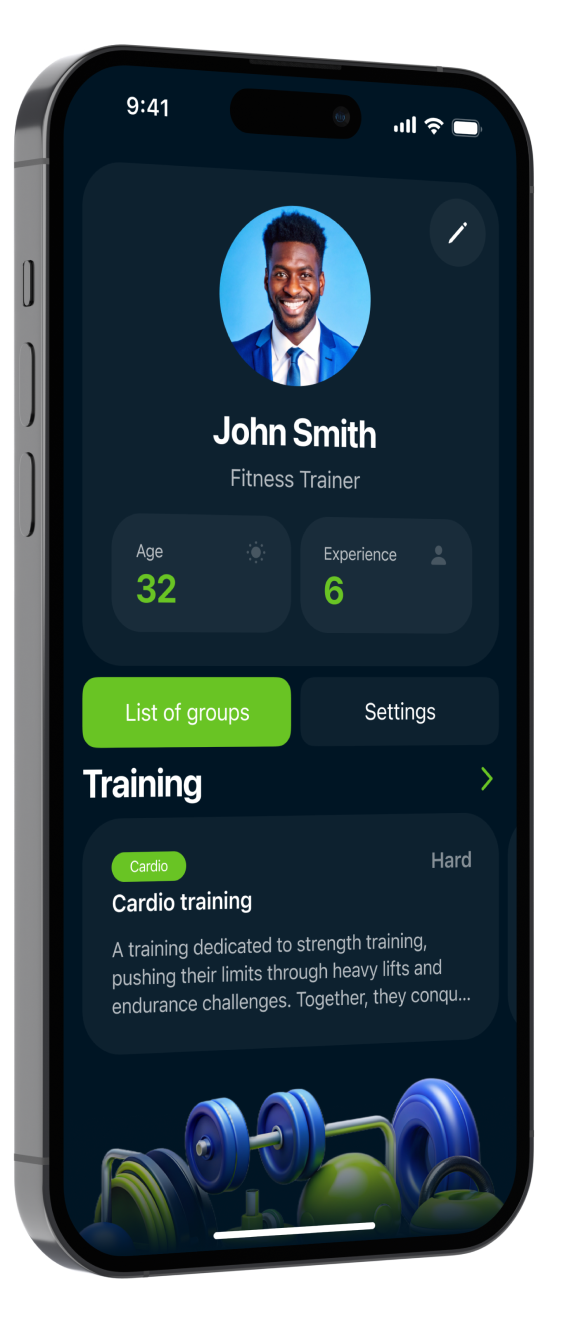 9:41
John Smith
Fitness Trainer
Age
32
Experience
6
List of groups
Settings
Training
Cardio
Hard
Cardio training
A training dedicated to strength training,
pushing their limits through heavy lifts and
endurance challenges. Together, they conqu...